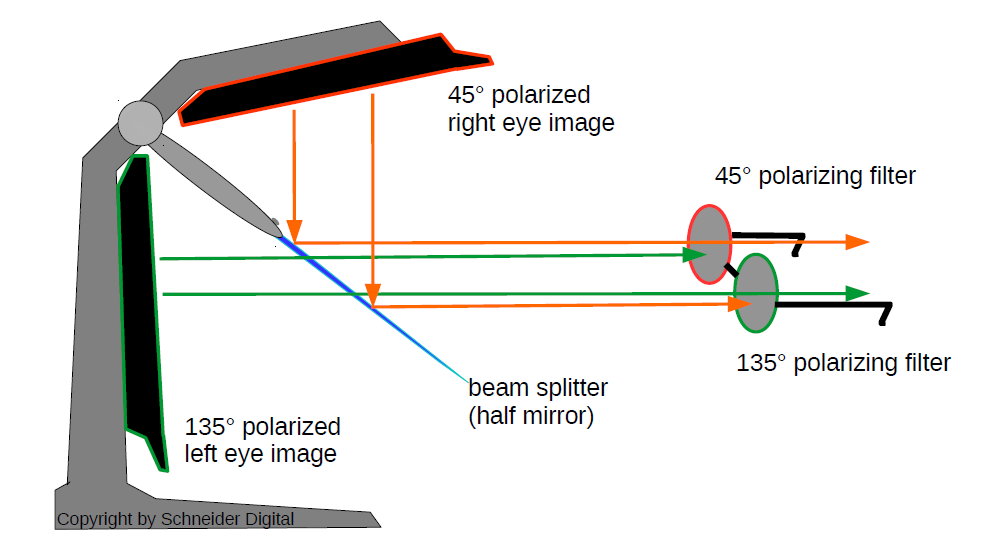 45° polarized
right eye image
45° polarizing filter
135° polarizing filter
beam splitter
(half mirror)
135° polarized
left eye image
Copyright by Schneider Digital